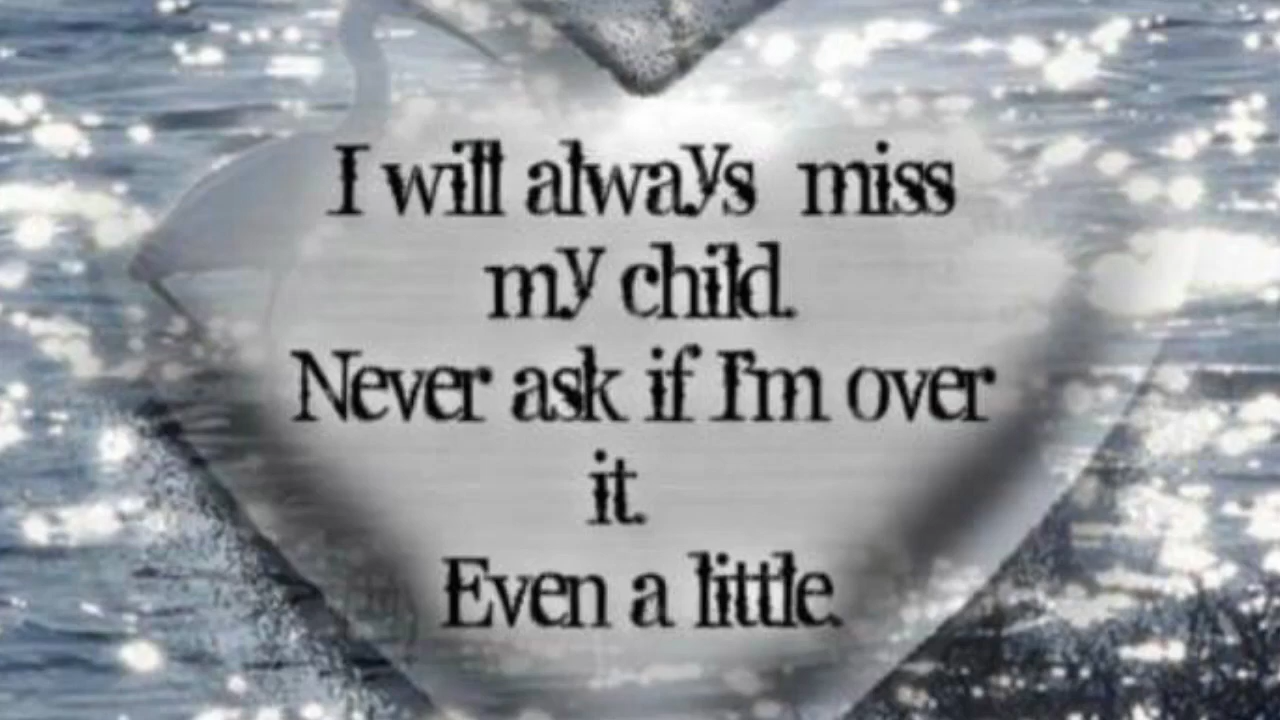 I will always miss
my child.
Never ask if I'm over
it.
Even a little.